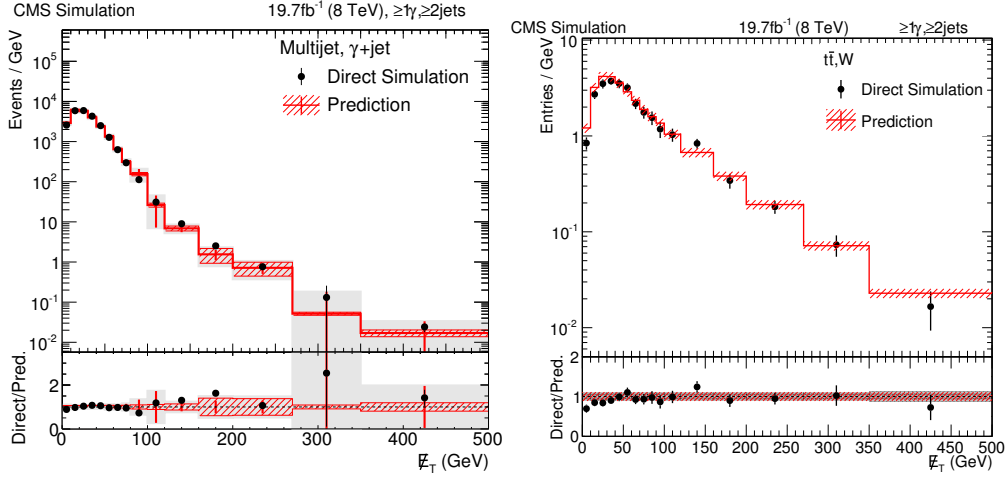 CMS Simulation 19.7fb⁻¹ (8 TeV), ≥1γ,≥2jets
Events / GeV
10⁵
10⁴
10³
10²
10
1
10⁻¹
10⁻²
Multijet, γ+jet
Direct Simulation
Prediction
Direct/Pred.
2
1
0
0 100 200 300 400 500
E̸_T (GeV)
CMS Simulation 19.7fb⁻¹ (8 TeV) ≥1γ,≥2jets
Entries / GeV
10
1
10⁻¹
10⁻²
tt̄,W
Direct Simulation
Prediction
Direct/Pred.
2
1
0
0 50 100 150 200 250 300 350 400 450 500
E̸_T (GeV)